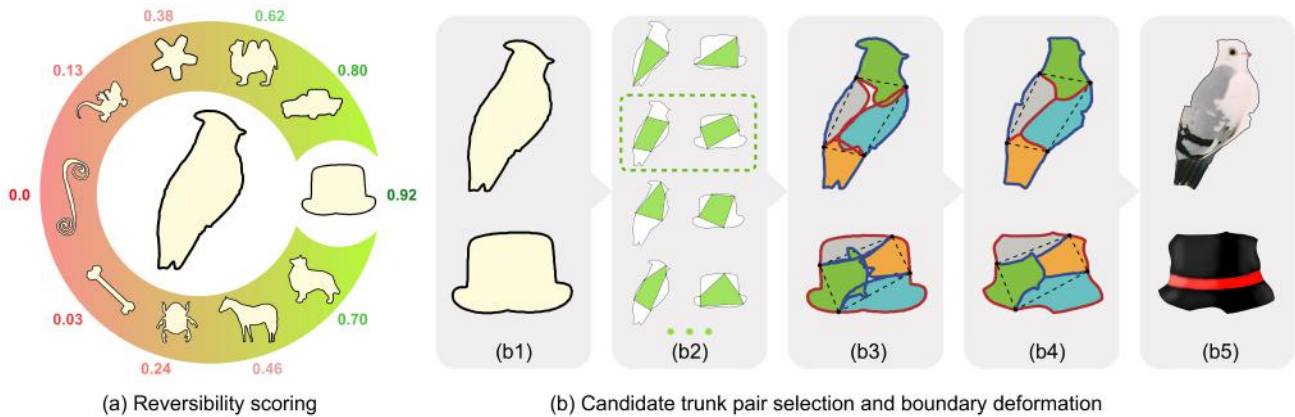 0.38
0.62
0.13
0.80
0.0
0.92
0.03
0.70
0.24
0.46
(a) Reversibility scoring
(b1)
(b2)
(b3)
(b4)
(b5)
(b) Candidate trunk pair selection and boundary deformation